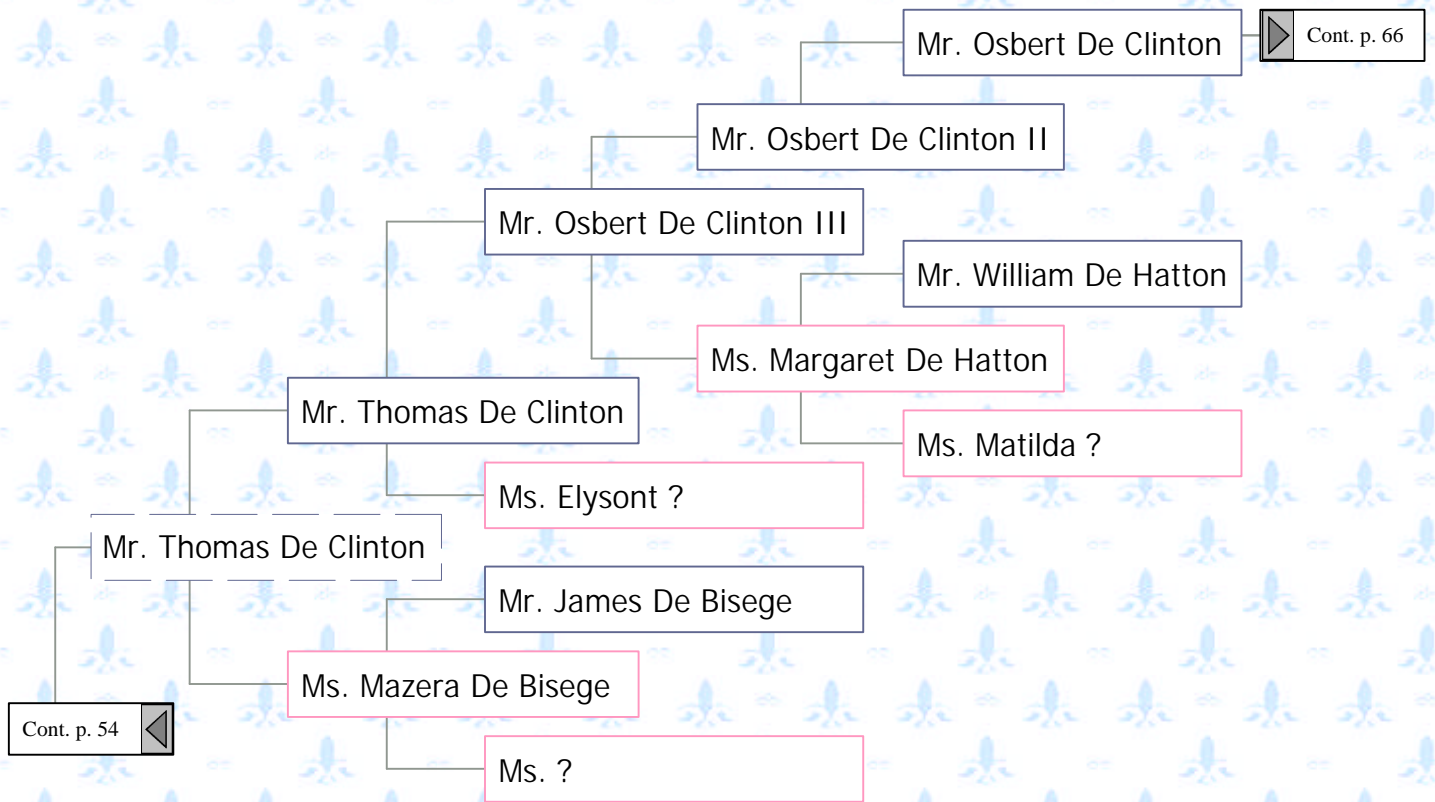 Mr. Osbert De Clinton
Cont. p. 66
Mr. Osbert De Clinton II
Mr. Osbert De Clinton III
Mr. William De Hatton
Ms. Margaret De Hatton
Mr. Thomas De Clinton
Ms. Matilda ?
Ms. Elysont ?
Mr. Thomas De Clinton
Mr. James De Bisege
Ms. Mazera De Bisege
Cont. p. 54
Ms. ?